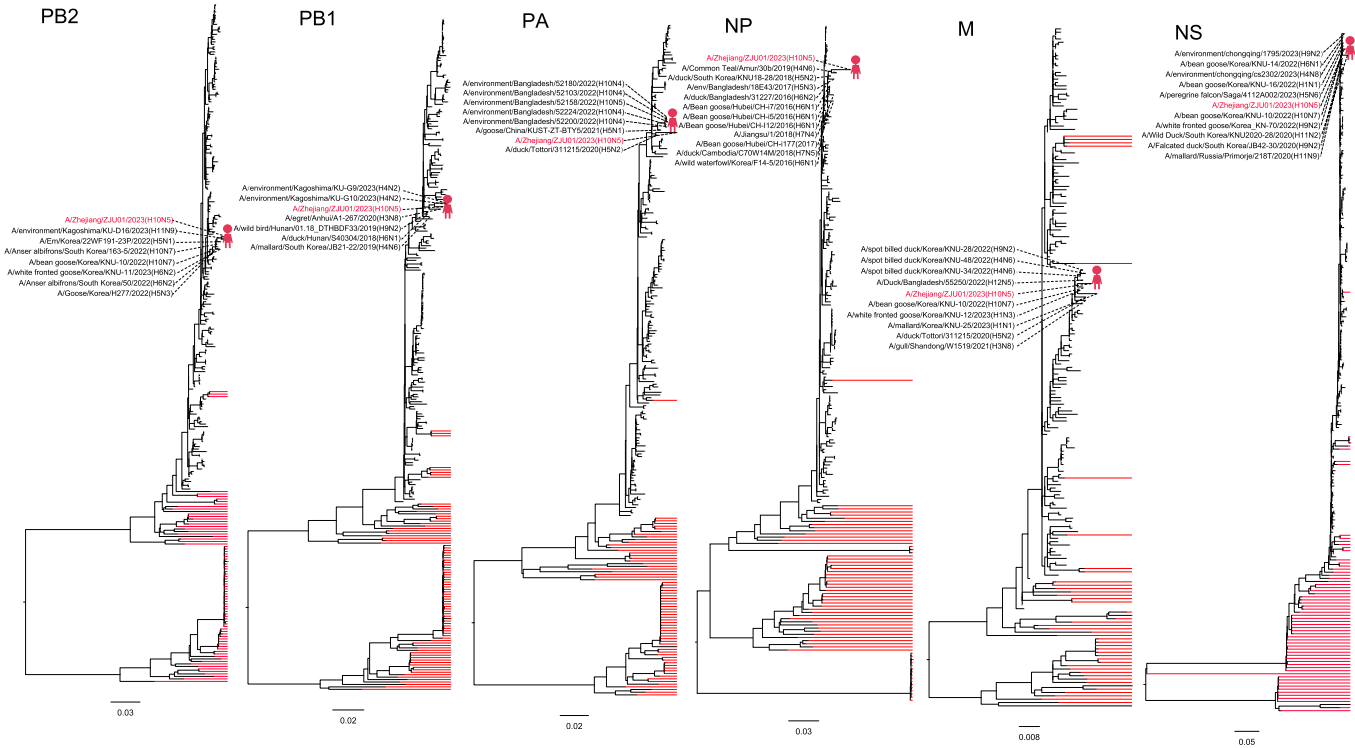 PB2
A/Zhejiang/ZJU01/2023(H10N5)
A/environment/Kagoshima/KU-D16/2023(H11N9)
A/Em/Korea/22WF191-23P/2022(H5N1)
A/Anser albifrons/South Korea/163-5/2022(H10N7)
A/bean goose/Korea/KNU-10/2022(H10N7)
A/white fronted goose/Korea/KNU-11/2023(H6N2)
A/Anser albifrons/South Korea/50/2022(H6N2)
A/Goose/Korea/H277/2022(H5N3)
0.03
PB1
A/environment/Kagoshima/KU-G9/2023(H4N2)
A/environment/Kagoshima/KU-G10/2023(H4N2)
A/Zhejiang/ZJU01/2023(H10N5)
A/egret/Anhui/A1-267/2020(H3N8)
A/wild bird/Hunan/01.18_DTHBDF33/2019(H9N2)
A/duck/Hunan/S40304/2018(H6N1)
A/mallard/South Korea/JB21-22/2019(H4N6)
0.02
PA
A/environment/Bangladesh/52180/2022(H10N4)
A/environment/Bangladesh/52103/2022(H10N4)
A/environment/Bangladesh/52158/2022(H10N5)
A/environment/Bangladesh/52224/2022(H10N4)
A/environment/Bangladesh/52200/2022(H10N4)
A/goose/China/KUST-ZT-BTY5/2021(H5N1)
A/Zhejiang/ZJU01/2023(H10N5)
A/duck/Tottori/311215/2020(H5N2)
0.02
NP
A/Zhejiang/ZJU01/2023(H10N5)
A/Common Teal/Amur/30b/2019(H4N6)
A/duck/South Korea/KNU18-28/2018(H5N2)
A/env/Bangladesh/18E43/2017(H5N3)
A/duck/Bangladesh/31227/2016(H6N2)
A/Bean goose/Hubei/CH-I7/2016(H6N1)
A/Bean goose/Hubei/CH-I5/2016(H6N1)
A/Bean goose/Hubei/CH-I12/2016(H6N1)
A/Jiangsu/1/2018(H7N4)
A/Bean goose/Hubei/CH-I77(2017)
A/duck/Cambodia/C70W14M/2018(H7N5)
A/wild waterfowl/Korea/F14-5/2016(H6N1)
0.03
M
A/spot billed duck/Korea/KNU-28/2022(H9N2)
A/spot billed duck/Korea/KNU-48/2022(H4N6)
A/spot billed duck/Korea/KNU-34/2022(H4N6)
A/Duck/Bangladesh/55250/2022(H12N5)
A/Zhejiang/ZJU01/2023(H10N5)
A/bean goose/Korea/KNU-10/2022(H10N7)
A/white fronted goose/Korea/KNU-12/2023(H1N3)
A/mallard/Korea/KNU-25/2023(H1N1)
A/duck/Tottori/311215/2020(H5N2)
A/gull/Shandong/W1519/2021(H3N8)
0.008
NS
A/environment/chongqing/1795/2023(H9N2)
A/bean goose/Korea/KNU-14/2022(H6N1)
A/environment/chongqing/cs2302/2023(H4N8)
A/bean goose/Korea/KNU-16/2022(H1N1)
A/peregrine falcon/Saga/4112A002/2023(H5N6)
A/Zhejiang/ZJU01/2023(H10N5)
A/bean goose/Korea/KNU-10/2022(H10N7)
A/white fronted goose/Korea_KN-70/2022(H9N2)
A/Wild Duck/South Korea/KNU2020-28/2020(H11N2)
A/Falcated duck/South Korea/JB42-30/2020(H9N2)
A/mallard/Russia/Primorje/218T/2020(H11N9)
0.05